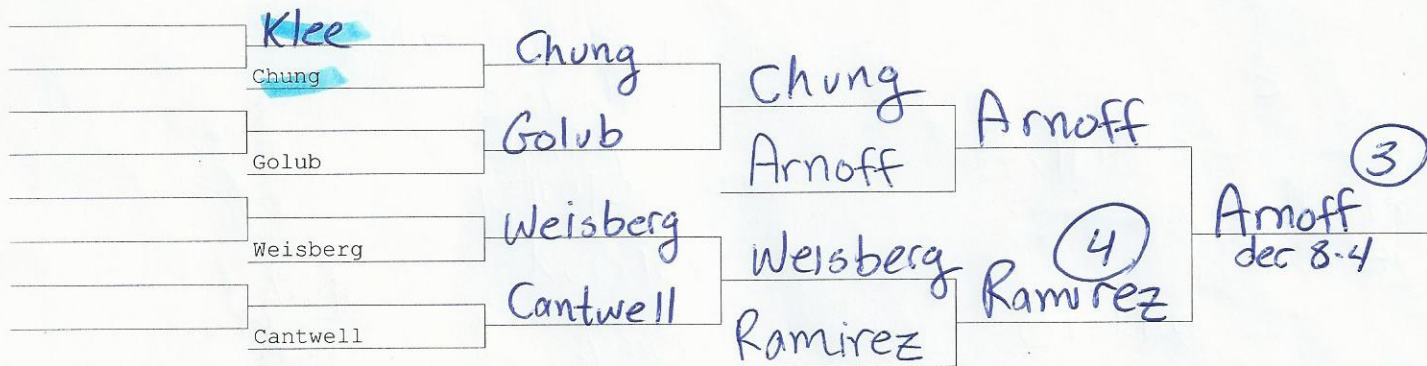 Klee
Chung
Golub
Weisberg
Cantwell
Chung
Golub
Weisberg
Cantwell
Chung
Arnoff
Weisberg
Ramirez
Arnoff
4
Ramirez
3
Arnoff
dec 8-4